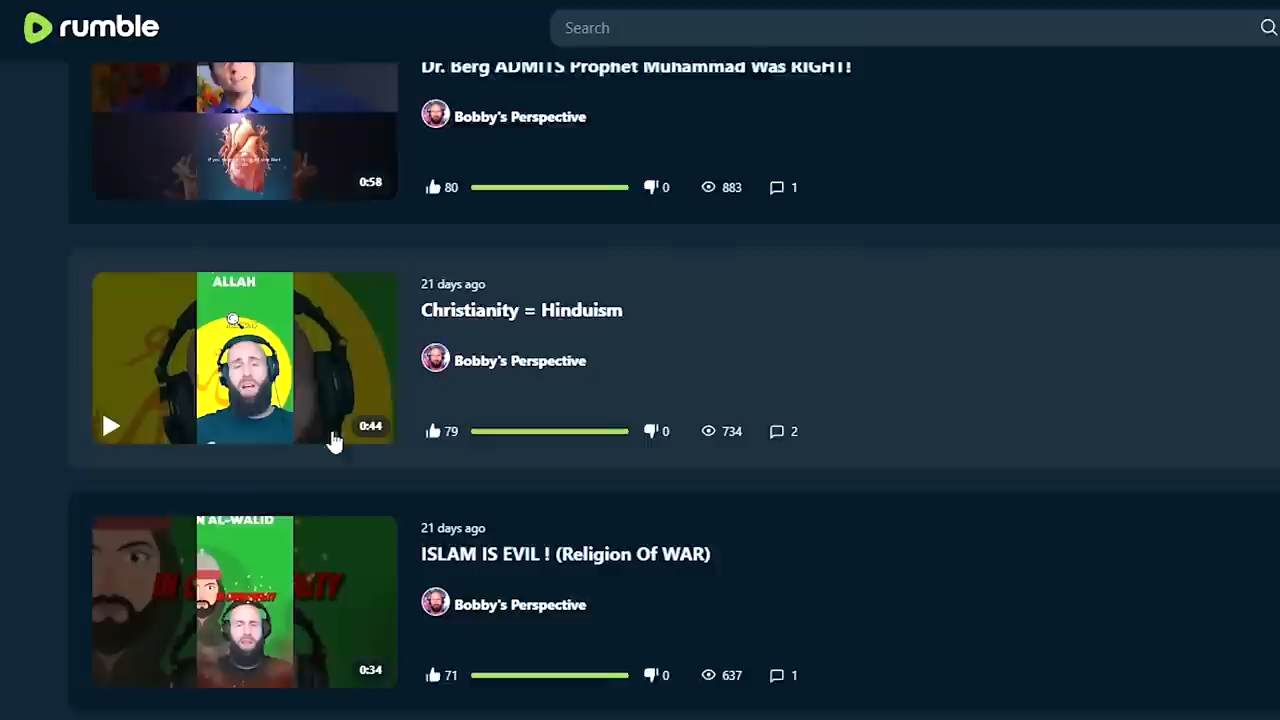 rumble
Search
Dr. Berg ADMITS Prophet Muhammad Was RIGHT!
Bobby's Perspective
0:58
80
0
883
1
ALLAH
21 days ago
Christianity = Hinduism
Bobby's Perspective
0:44
79
0
734
2
N AL-WALID
21 days ago
ISLAM IS EVIL ! (Religion Of WAR)
Bobby's Perspective
0:34
71
0
637
1